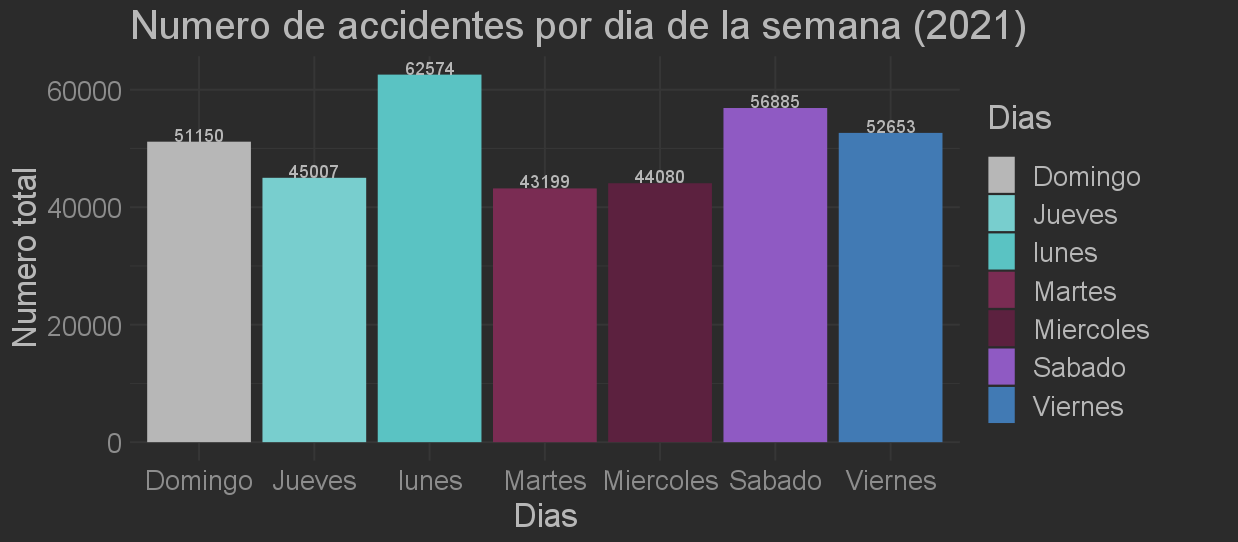 Numero de accidentes por dia de la semana (2021)
Numero total
60000
40000
20000
0
51150
45007
62574
43199
44080
56885
52653
Domingo Jueves lunes Martes Miercoles Sabado Viernes
Dias
Dias
Domingo
Jueves
lunes
Martes
Miercoles
Sabado
Viernes